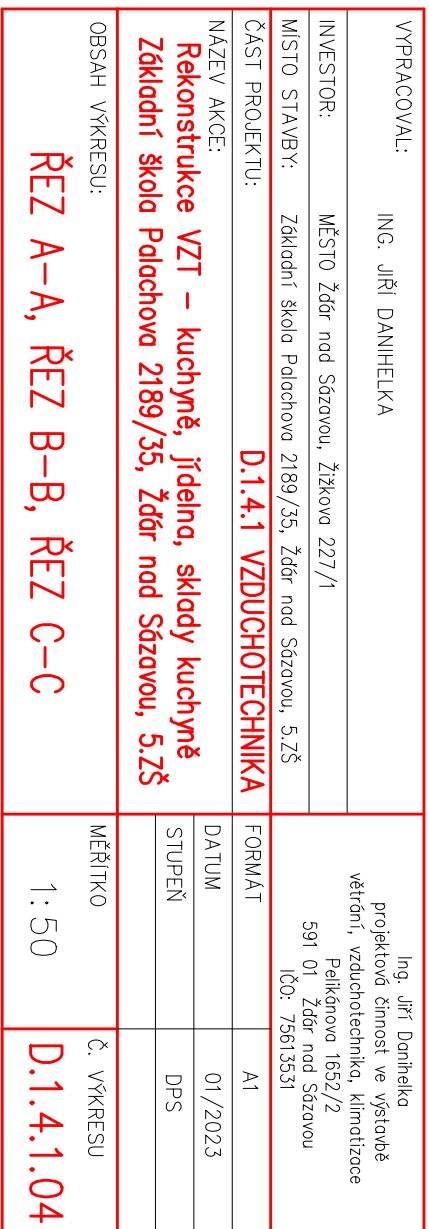 VYPRACOVAL:
ING. JIŘÍ DANIHELKA
Ing. Jiří Danihelka
projektová činnost ve výstavbě
větrání, vzduchotechnika, klimatizace
Pelikánova 1652/2
591 01 Žďár nad Sázavou
IČO: 75613531
INVESTOR: MĚSTO Žďár nad Sázavou, Žižkova 227/1
MÍSTO STAVBY: Základní škola Palachova 2189/35, Žďár nad Sázavou, 5.ZŠ
ČÁST PROJEKTU: D.1.4.1 VZDUCHOTECHNIKA
FORMÁT A1
NÁZEV AKCE:
Rekonstrukce VZT – kuchyně, jídelna, sklady kuchyně
Základní škola Palachova 2189/35, Žďár nad Sázavou, 5.ZŠ
DATUM 01/2023
STUPEŇ DPS
OBSAH VÝKRESU:
ŘEZ A–A, ŘEZ B–B, ŘEZ C–C
MĚŘÍTKO
1:50
Č. VÝKRESU
D.1.4.1.04